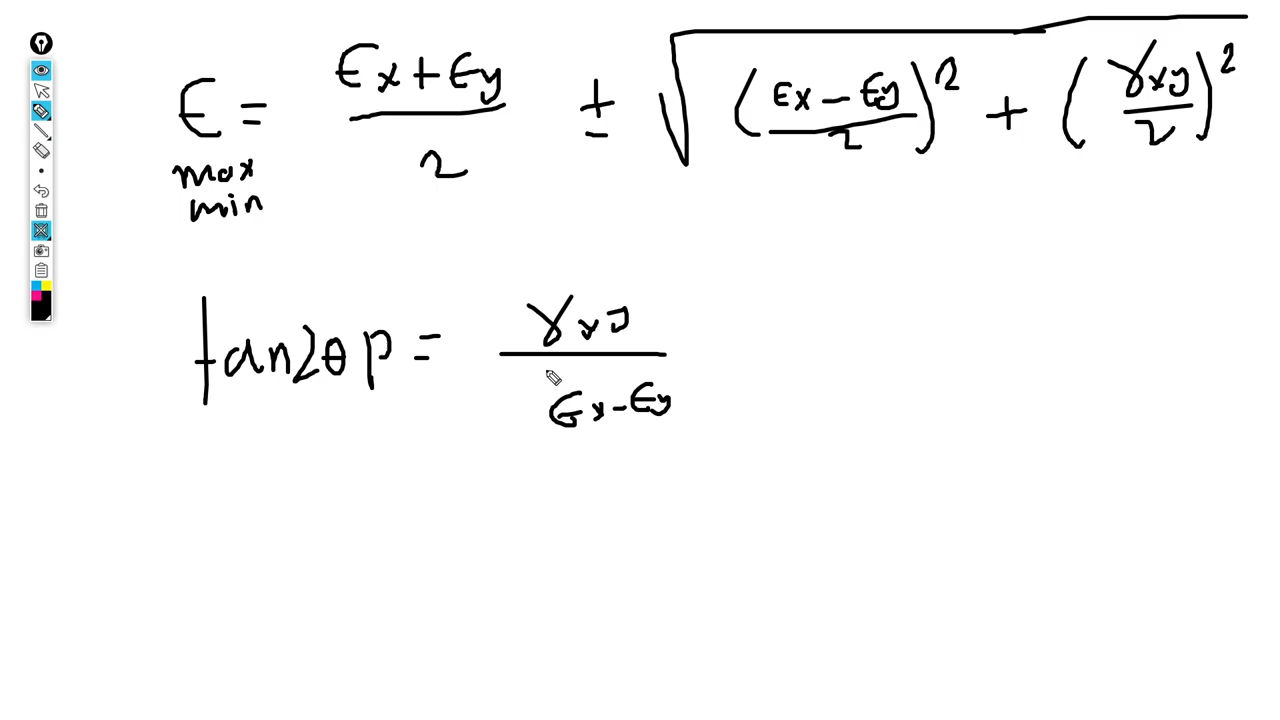 ϵ = ϵx + ϵy / 2 ± √ (ϵx − ϵy / 2)² + (γxy / 2)²
max
min
tan2θp = γxy / ϵx − ϵy